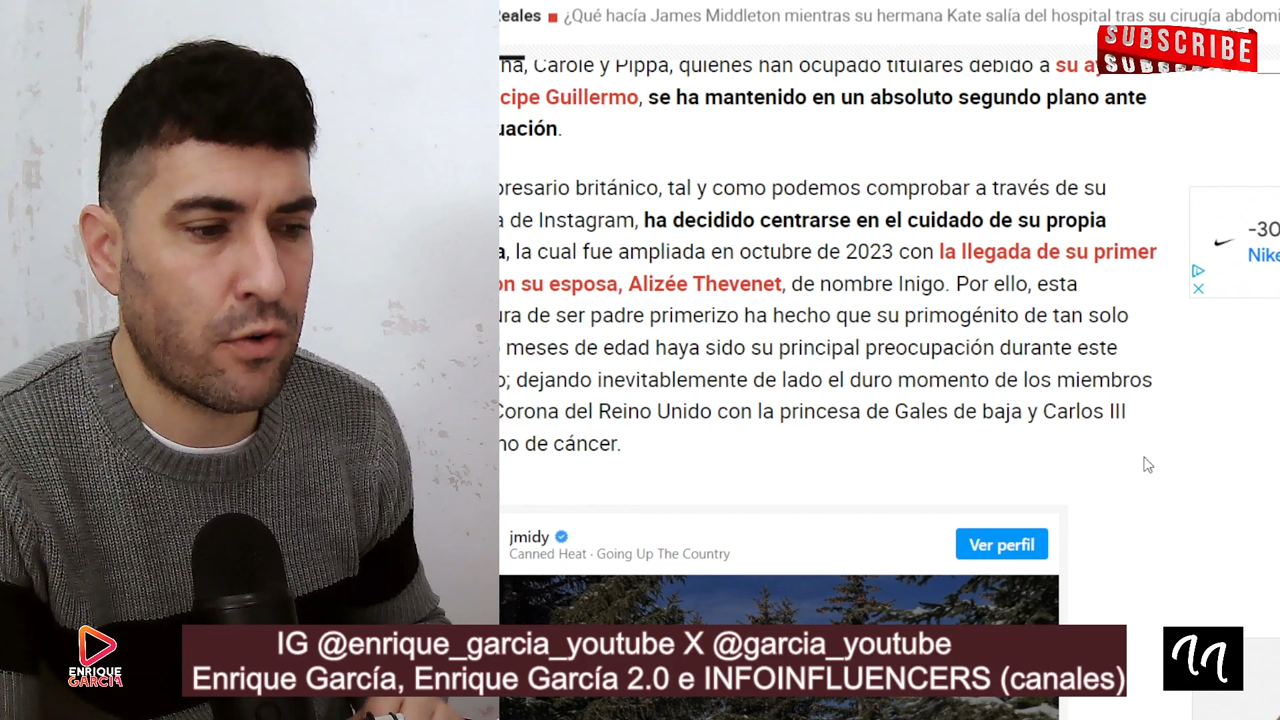 eales ■ ¿Qué hacía James Middleton mientras su hermana Kate salía del hospital tras su cirugía abdomi
SUBSCRIBE
na, Carole y Pippa, quienes han ocupado titulares debido a su ay
cipe Guillermo, se ha mantenido en un absoluto segundo plano ante
uación.
presario británico, tal y como podemos comprobar a través de su
a de Instagram, ha decidido centrarse en el cuidado de su propia
a, la cual fue ampliada en octubre de 2023 con la llegada de su primer
on su esposa, Alizée Thevenet, de nombre Inigo. Por ello, esta
ura de ser padre primerizo ha hecho que su primogénito de tan solo
meses de edad haya sido su principal preocupación durante este
o; dejando inevitablemente de lado el duro momento de los miembros
Corona del Reino Unido con la princesa de Gales de baja y Carlos III
no de cáncer.
-30
Nike
jmidy
Canned Heat · Going Up The Country
Ver perfil
ENRIQUE
GARCÍA
IG @enrique_garcia_youtube X @garcia_youtube
Enrique García, Enrique García 2.0 e INFOINFLUENCERS (canales)